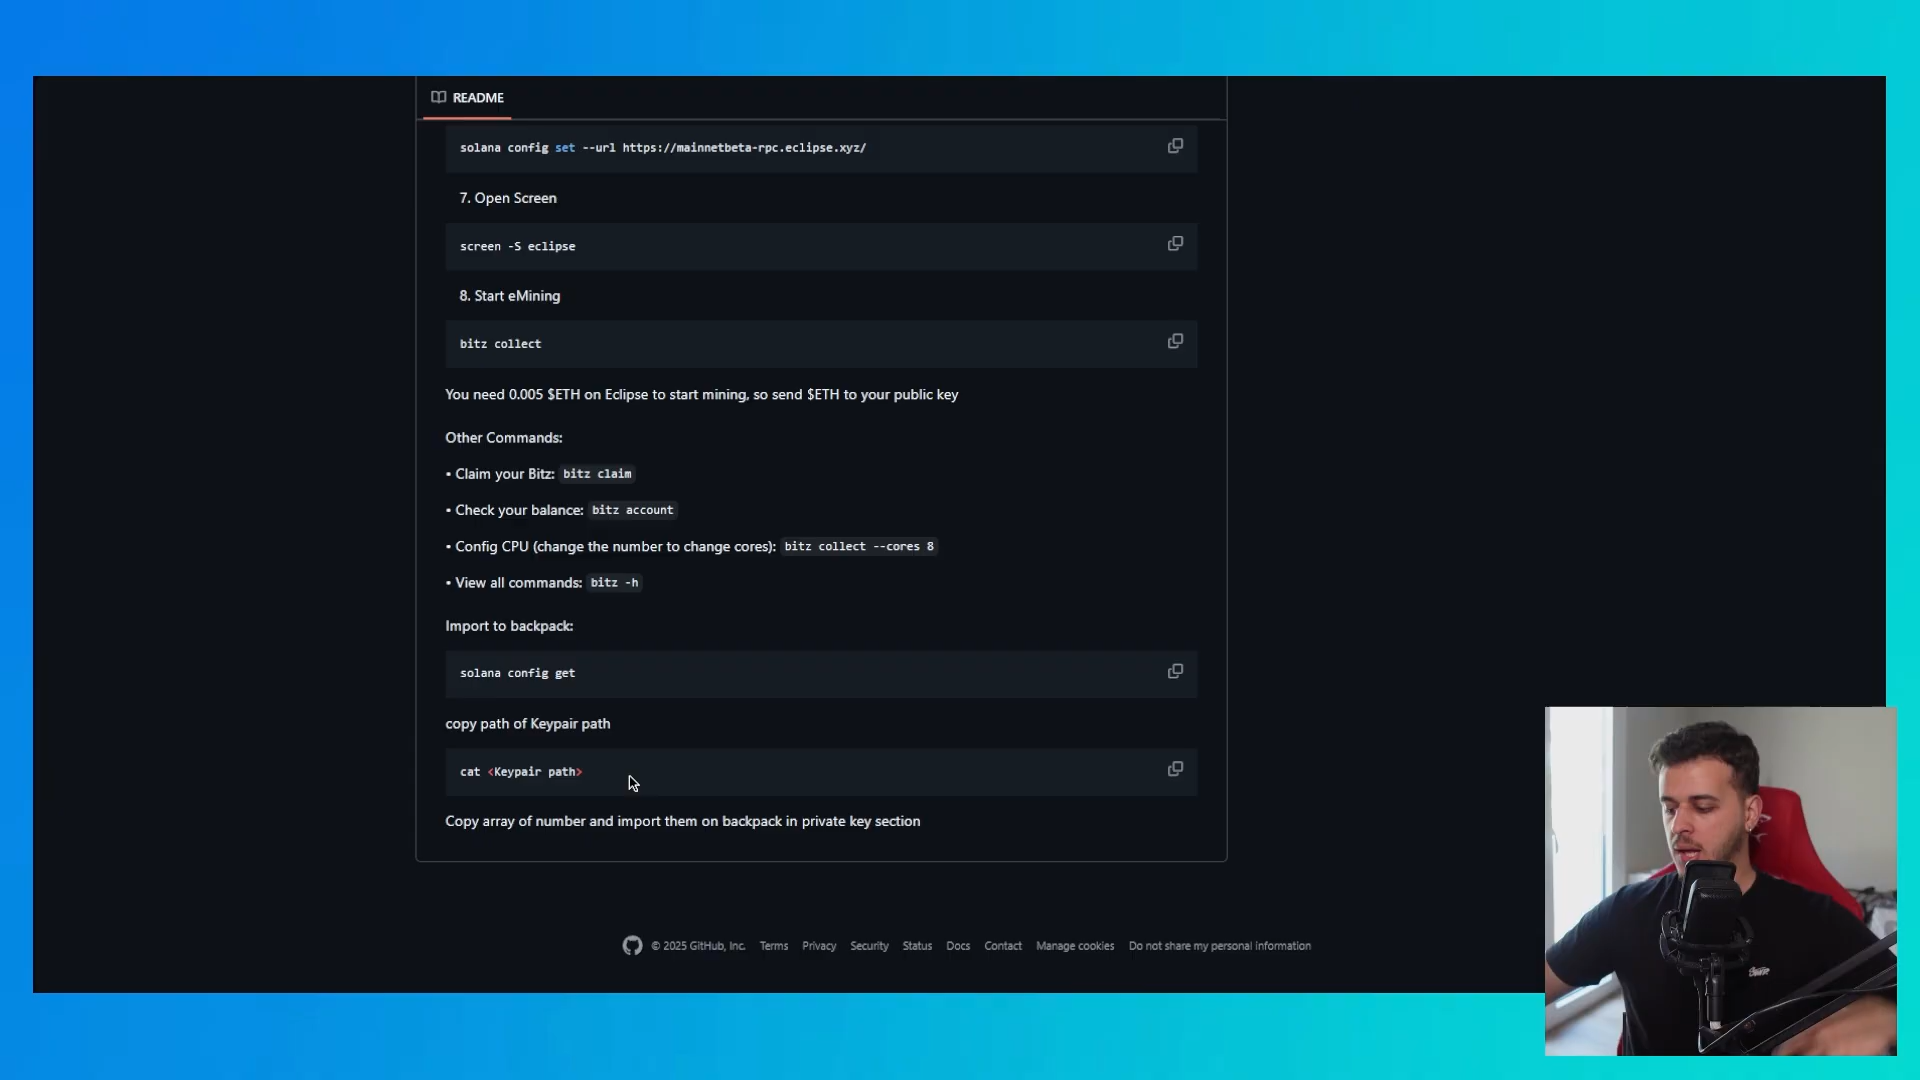 README
solana config set --url https://mainnetbeta-rpc.eclipse.xyz/
7. Open Screen
screen -S eclipse
8. Start eMining
bitz collect
You need 0.005 $ETH on Eclipse to start mining, so send $ETH to your public key
Other Commands:
• Claim your Bitz: bitz claim
• Check your balance: bitz account
• Config CPU (change the number to change cores): bitz collect --cores 8
• View all commands: bitz -h
Import to backpack:
solana config get
copy path of Keypair path
cat <Keypair path>
Copy array of number and import them on backpack in private key section
© 2025 GitHub, Inc. Terms Privacy Security Status Docs Contact Manage cookies Do not share my personal information